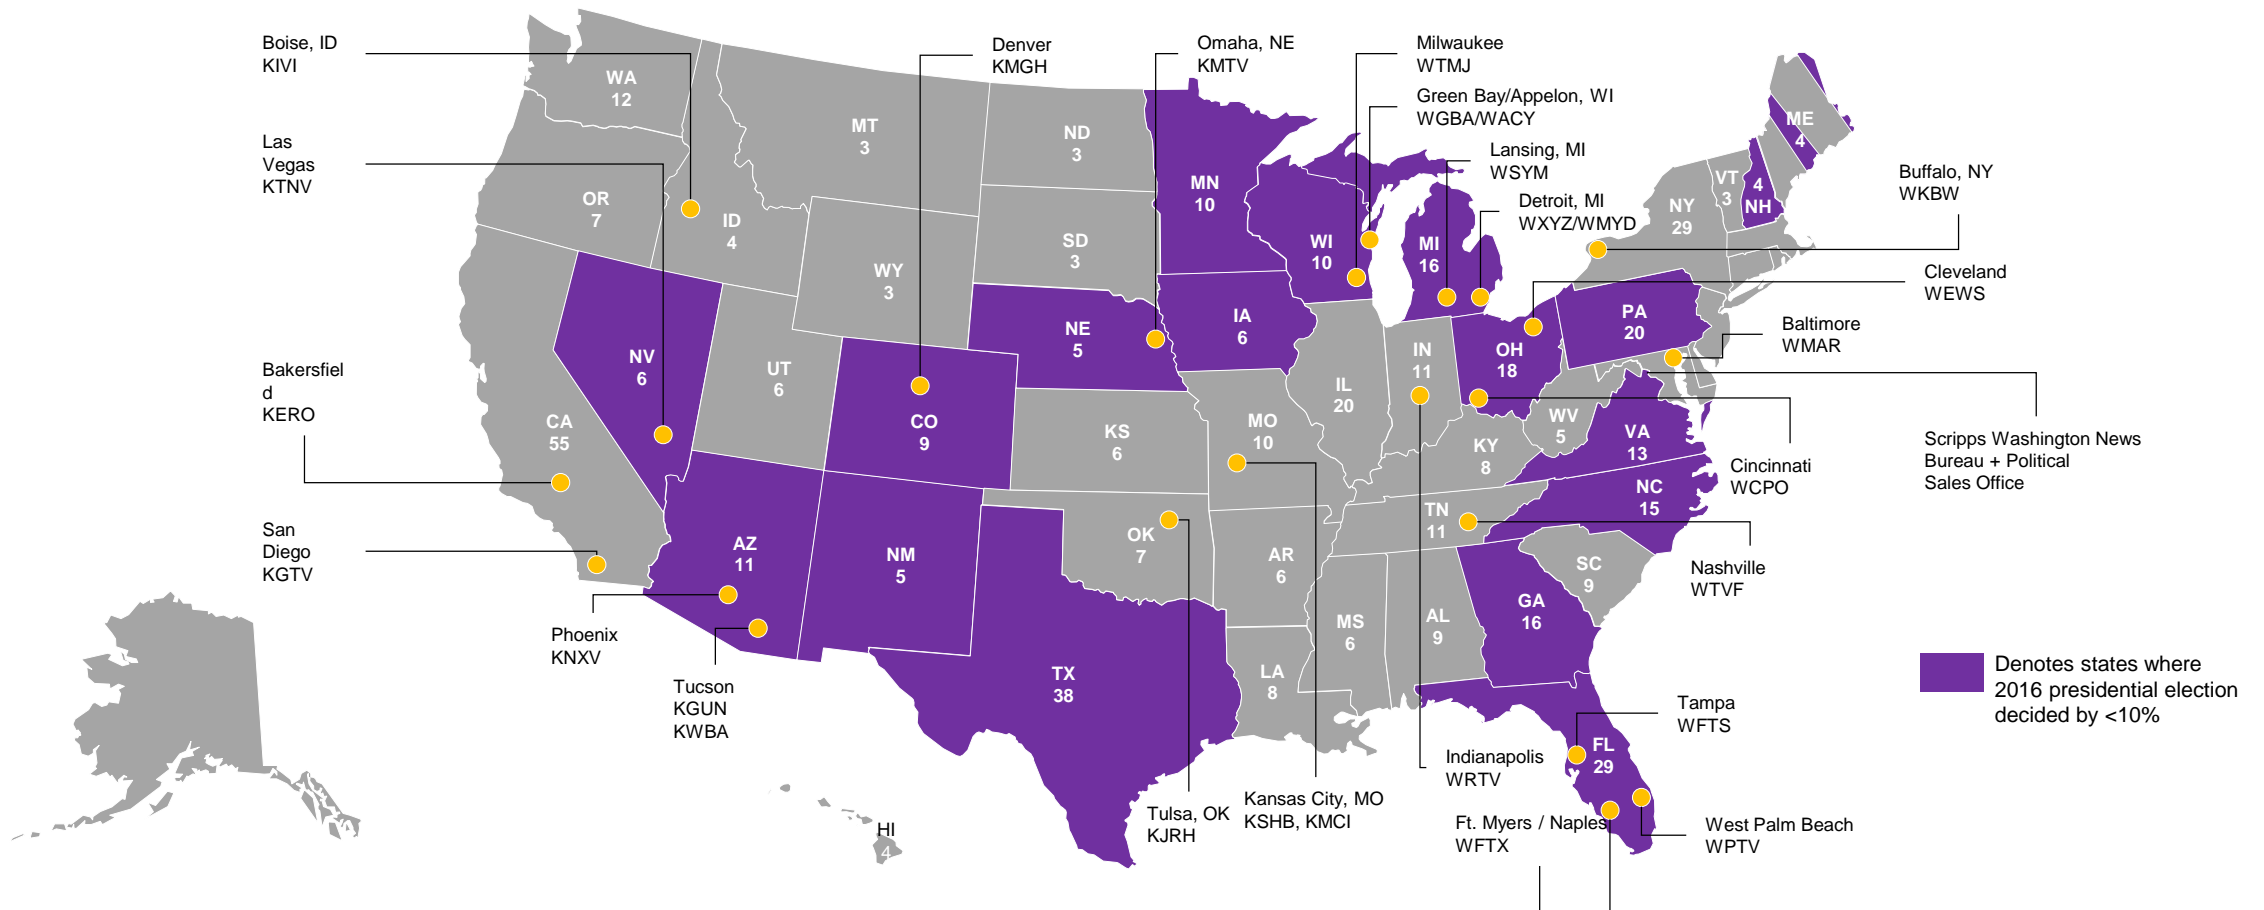 Boise, ID
KIVI
Las
Vegas
KTNV
Bakersfiel
d
KERO
San
Diego
KGTV
Denver
KMGH
Omaha, NE
KMTV
Milwaukee
WTMJ
Green Bay/Appelon, WI
WGBA/WACY
Lansing, MI
WSYM
Detroit, MI
WXYZ/WMYD
Buffalo, NY
WKBW
Cleveland
WEWS
Baltimore
WMAR
Scripps Washington News
Bureau + Political
Sales Office
Cincinnati
WCPO
Nashville
WTVF
Phoenix
KNXV
Tucson
KGUN
KWBA
Tulsa, OK
KJRH
Kansas City, MO
KSHB, KMCI
Indianapolis
WRTV
Ft. Myers / Naples
WFTX
Tampa
WFTS
West Palm Beach
WPTV
WA
12
OR
7
CA
55
NV
6
ID
4
MT
3
WY
3
UT
6
AZ
11
CO
9
NM
5
ND
3
SD
3
NE
5
KS
6
OK
7
TX
38
MN
10
IA
6
MO
10
AR
6
LA
8
WI
10
IL
20
MI
16
IN
11
OH
18
KY
8
TN
11
MS
6
AL
9
GA
16
FL
29
SC
9
NC
15
VA
13
WV
5
PA
20
NY
29
VT
3
4
NH
ME
4
HI
4
Denotes states where
2016 presidential election
decided by <10%